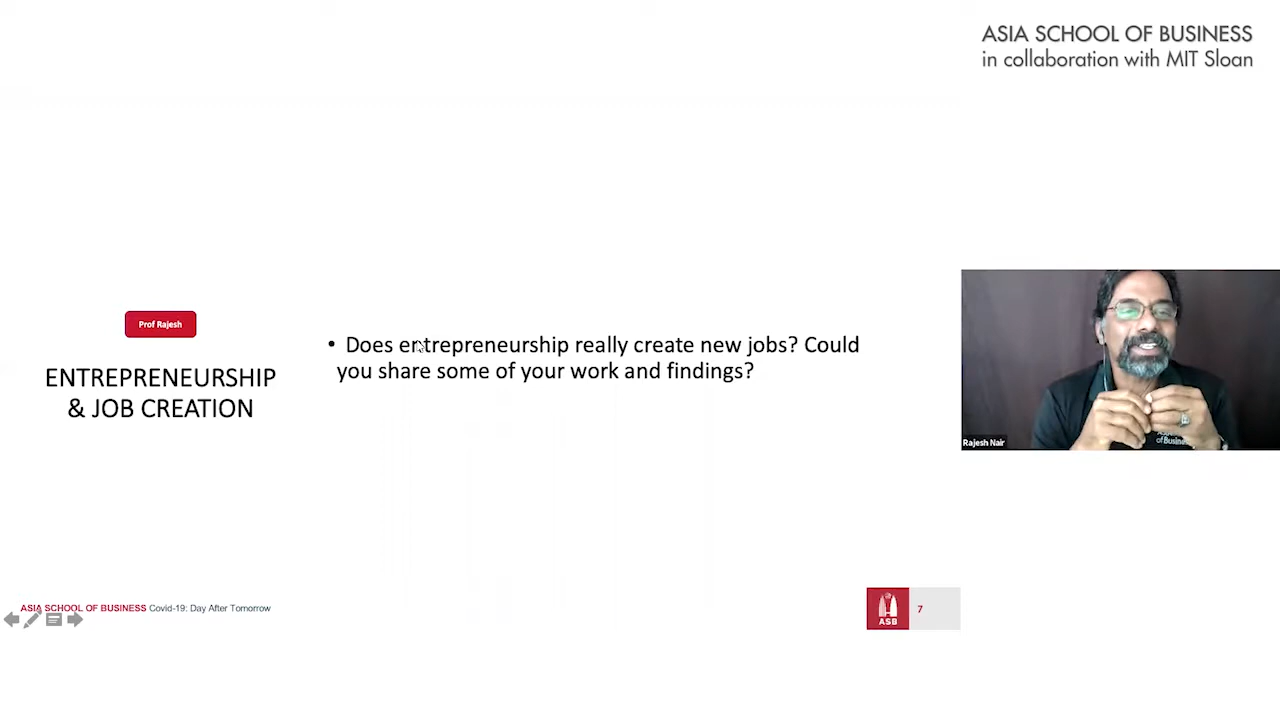 ASIA SCHOOL OF BUSINESS
in collaboration with MIT Sloan
Prof Rajesh
ENTREPRENEURSHIP
& JOB CREATION
• Does entrepreneurship really create new jobs? Could
you share some of your work and findings?
Rajesh Nair
of Business
ASIA SCHOOL OF BUSINESS Covid-19: Day After Tomorrow
ASB
7